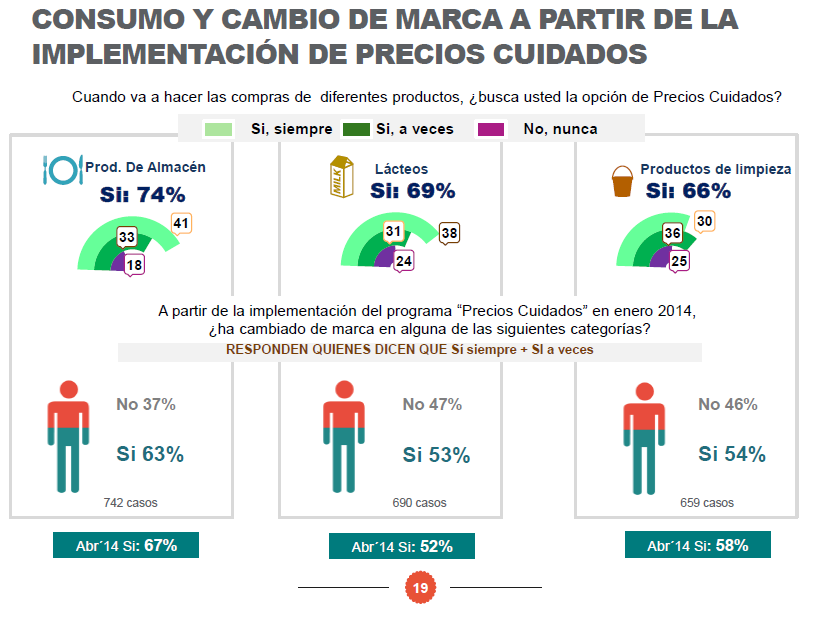 CONSUMO Y CAMBIO DE MARCA A PARTIR DE LA
IMPLEMENTACIÓN DE PRECIOS CUIDADOS
Cuando va a hacer las compras de diferentes productos, ¿busca usted la opción de Precios Cuidados?
Si, siempre Si, a veces No, nunca
Prod. De Almacén
Si: 74%
41
33
18
MILK
Lácteos
Si: 69%
38
31
24
Productos de limpieza
Si: 66%
30
36
25
A partir de la implementación del programa “Precios Cuidados” en enero 2014,
¿ha cambiado de marca en alguna de las siguientes categorías?
RESPONDEN QUIENES DICEN QUE Sí siempre + SI a veces
No 37%
Si 63%
742 casos
Abr´14 Si: 67%
No 47%
Si 53%
690 casos
Abr´14 Si: 52%
No 46%
Si 54%
659 casos
Abr´14 Si: 58%
19